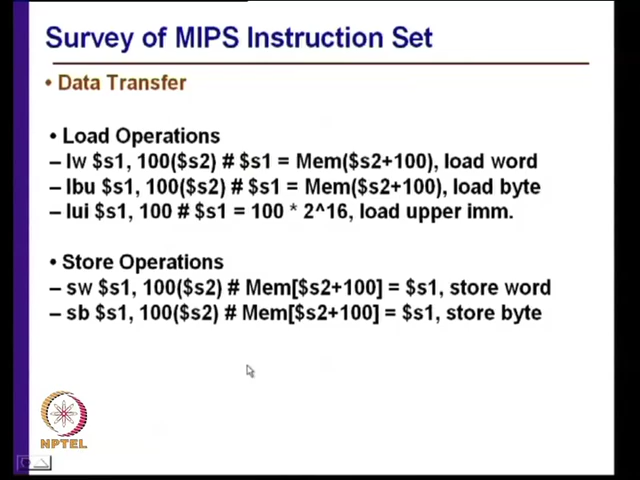 Survey of MIPS Instruction Set
• Data Transfer
• Load Operations
– lw $s1, 100($s2) # $s1 = Mem($s2+100), load word
– lbu $s1, 100($s2) # $s1 = Mem($s2+100), load byte
– lui $s1, 100 # $s1 = 100 * 2^16, load upper imm.
• Store Operations
– sw $s1, 100($s2) # Mem[$s2+100] = $s1, store word
– sb $s1, 100($s2) # Mem[$s2+100] = $s1, store byte
NPTEL